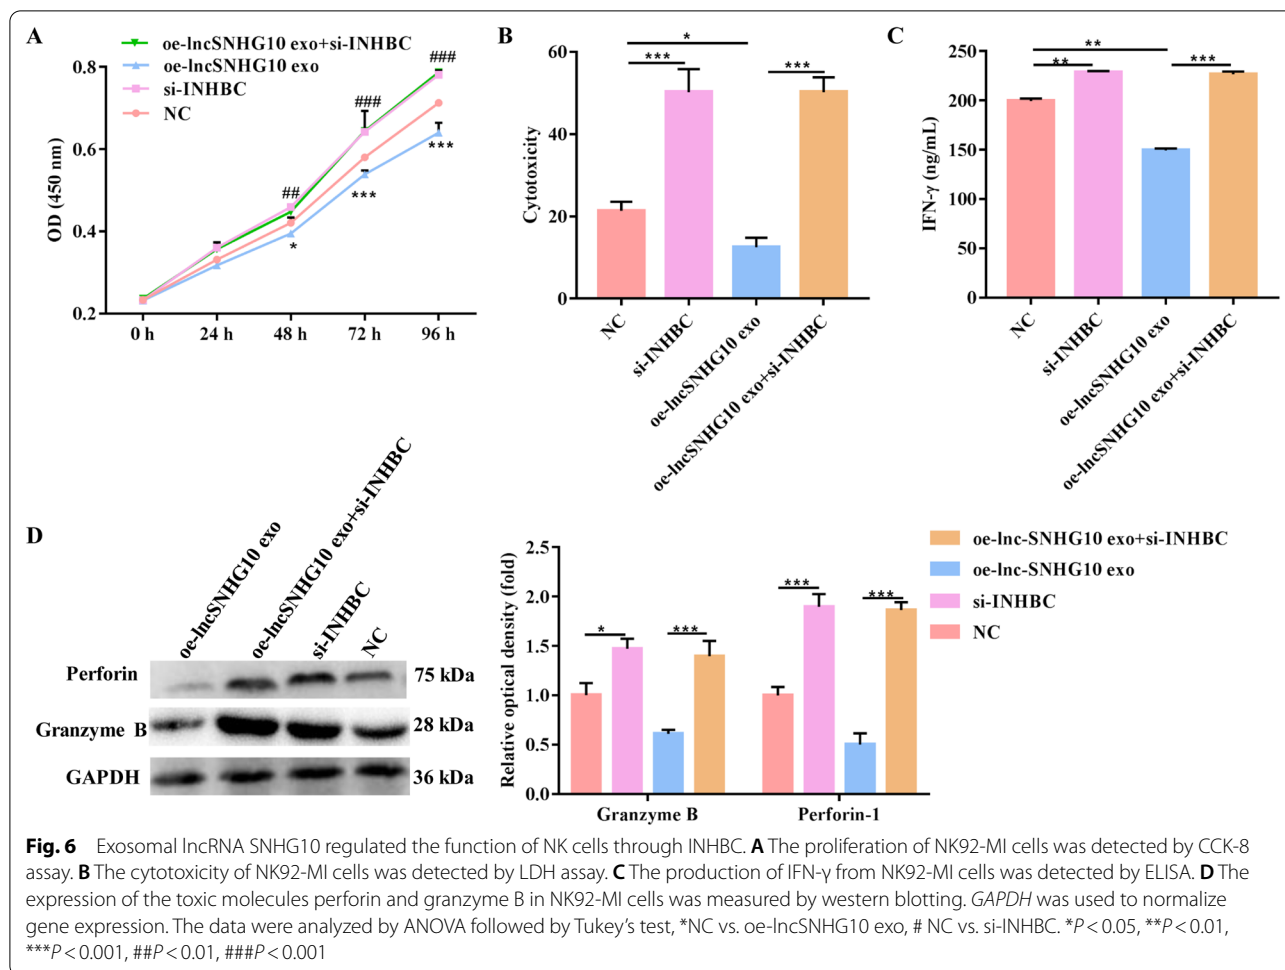 A
oe-lncSNHG10 exo+si-INHBC
oe-lncSNHG10 exo
si-INHBC
NC
OD (450 nm)
0.8
0.6
0.4
0.2
0 h
24 h
48 h
72 h
96 h
##
###
###
*
***
***
B
Cytotoxicity
60
40
20
0
*
***
***
NC
si-INHBC
oe-lncSNHG10 exo
oe-lncSNHG10 exo+si-INHBC
C
IFN-γ (ng/mL)
250
200
150
100
50
0
**
**
***
NC
si-INHBC
oe-lncSNHG10 exo
oe-lncSNHG10 exo+si-INHBC
D
oe-lncSNHG10 exo
oe-lncSNHG10 exo+si-INHBC
si-INHBC
NC
Perforin
75 kDa
Granzyme B
28 kDa
GAPDH
36 kDa
Relative optical density (fold)
2.5
2.0
1.5
1.0
0.5
0.0
*
***
***
***
Granzyme B
Perforin-1
oe-lnc-SNHG10 exo+si-INHBC
oe-lnc-SNHG10 exo
si-INHBC
NC
Fig. 6 Exosomal lncRNA SNHG10 regulated the function of NK cells through INHBC. A The proliferation of NK92-MI cells was detected by CCK-8
assay. B The cytotoxicity of NK92-MI cells was detected by LDH assay. C The production of IFN-γ from NK92-MI cells was detected by ELISA. D The
expression of the toxic molecules perforin and granzyme B in NK92-MI cells was measured by western blotting. GAPDH was used to normalize
gene expression. The data were analyzed by ANOVA followed by Tukey's test, *NC vs. oe-lncSNHG10 exo, # NC vs. si-INHBC. *P < 0.05, **P < 0.01,
***P < 0.001, ##P < 0.01, ###P < 0.001